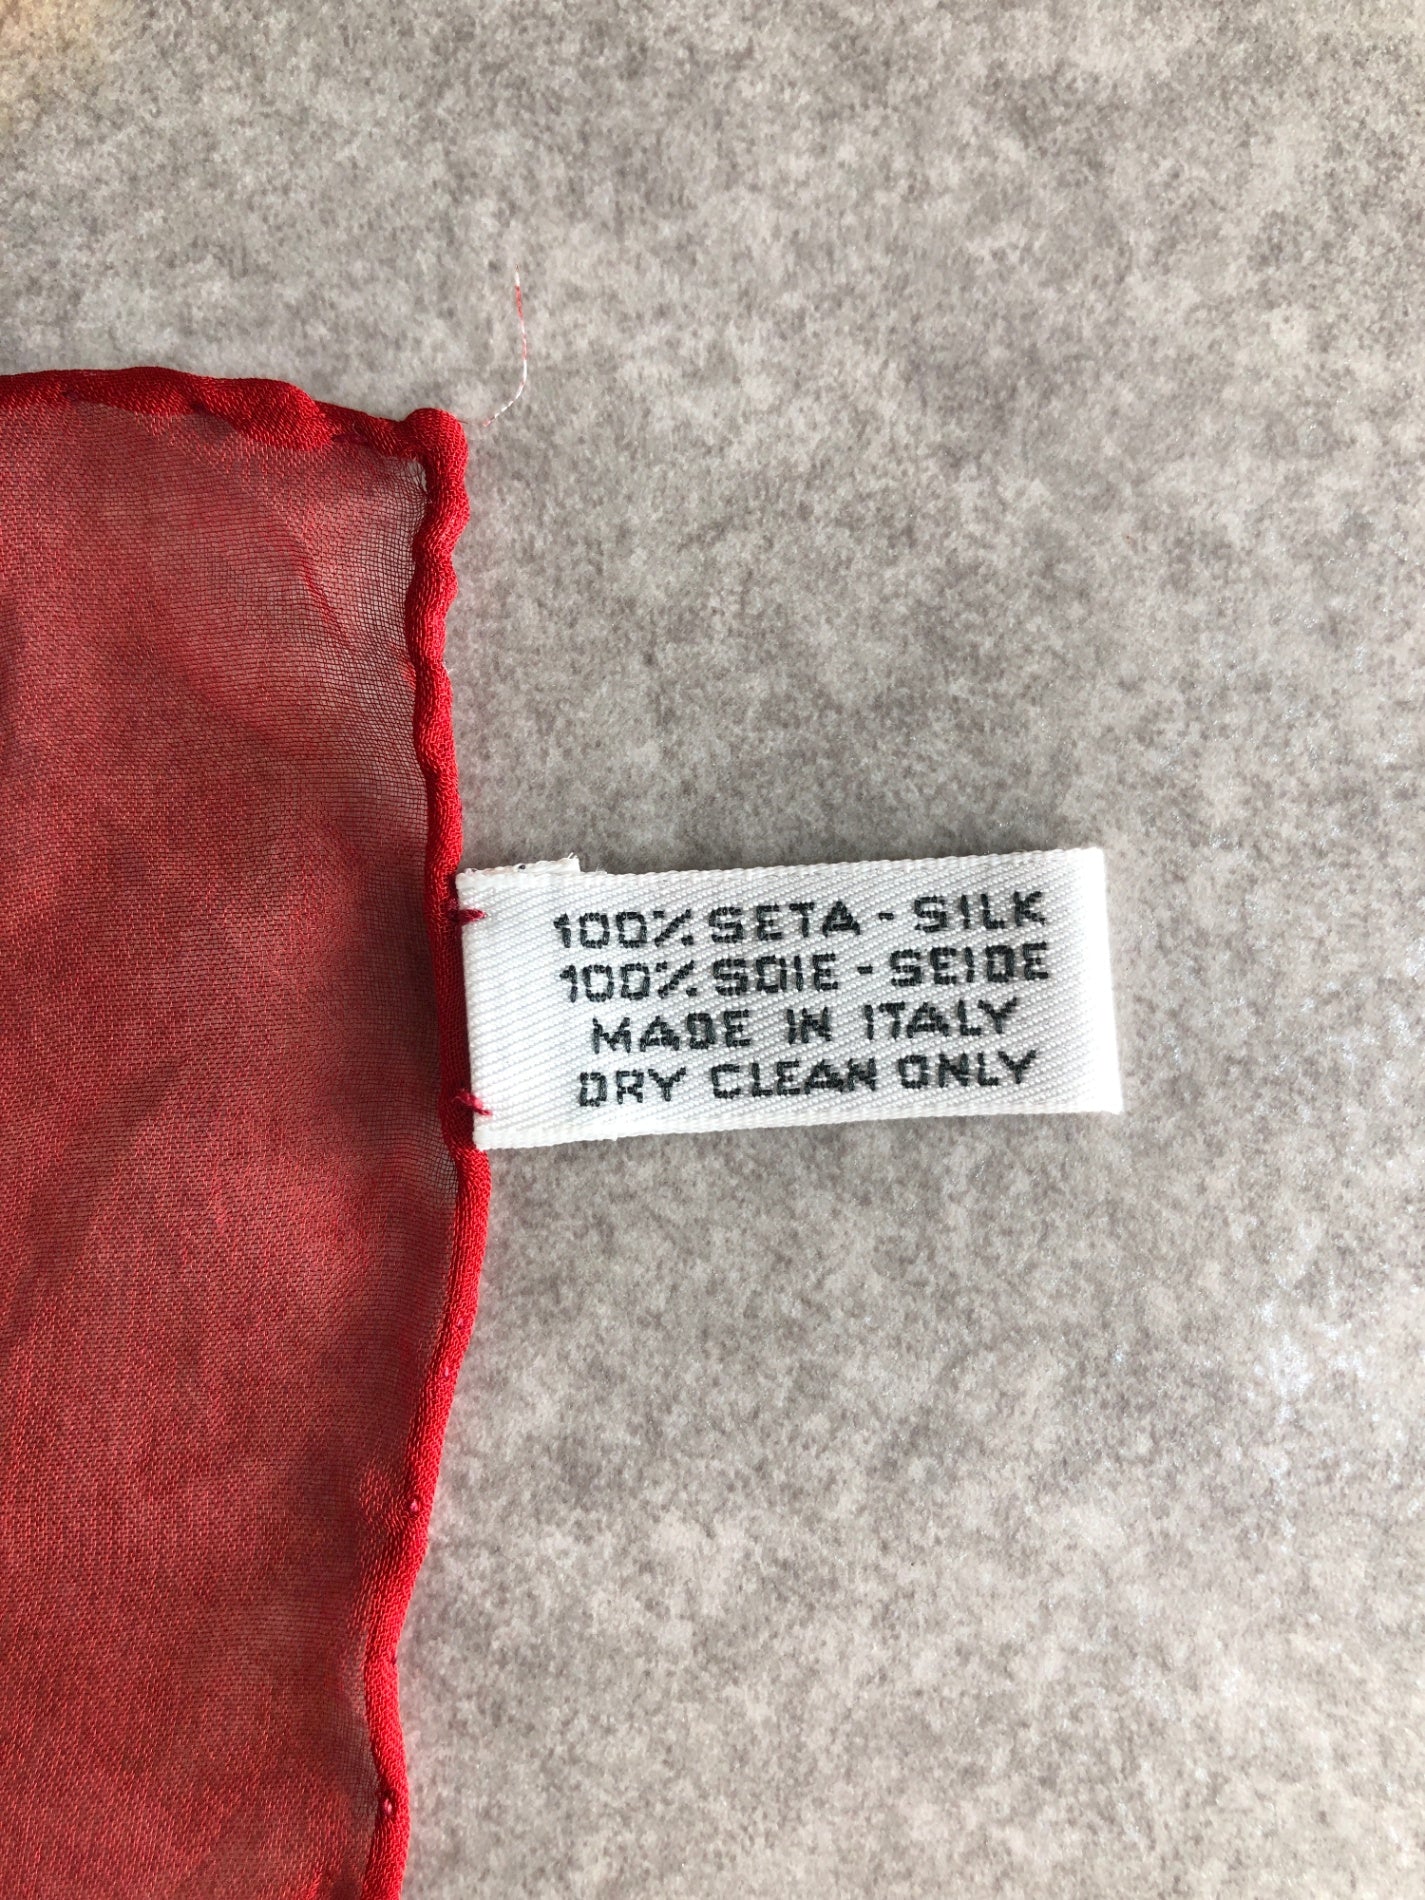 100% SETA - SILK
100% SOIE - SEIDE
MADE IN ITALY
DRY CLEAN ONLY